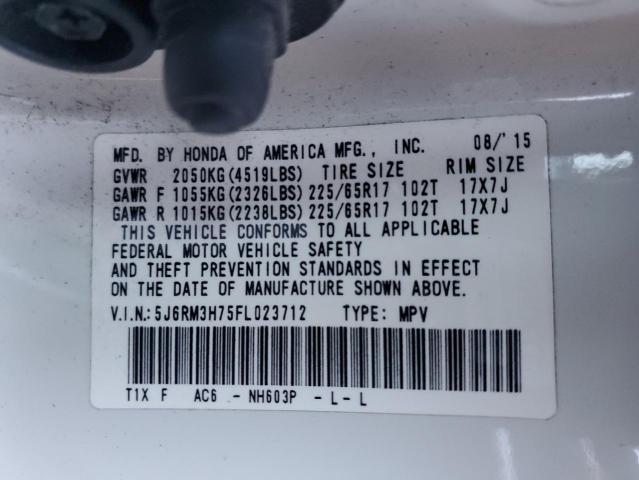 MFD. BY HONDA OF AMERICA MFG., INC. 08/'15
GVWR 2050KG(4519LBS) TIRE SIZE RIM SIZE
GAWR F 1055KG(2326LBS) 225/65R17 102T 17X7J
GAWR R 1015KG(2238LBS) 225/65R17 102T 17X7J
THIS VEHICLE CONFORMS TO ALL APPLICABLE
FEDERAL MOTOR VEHICLE SAFETY
AND THEFT PREVENTION STANDARDS IN EFFECT
ON THE DATE OF MANUFACTURE SHOWN ABOVE.
V.I.N.: 5J6RM3H75FL023712 TYPE: MPV
T1X F AC6 - NH603P - L - L